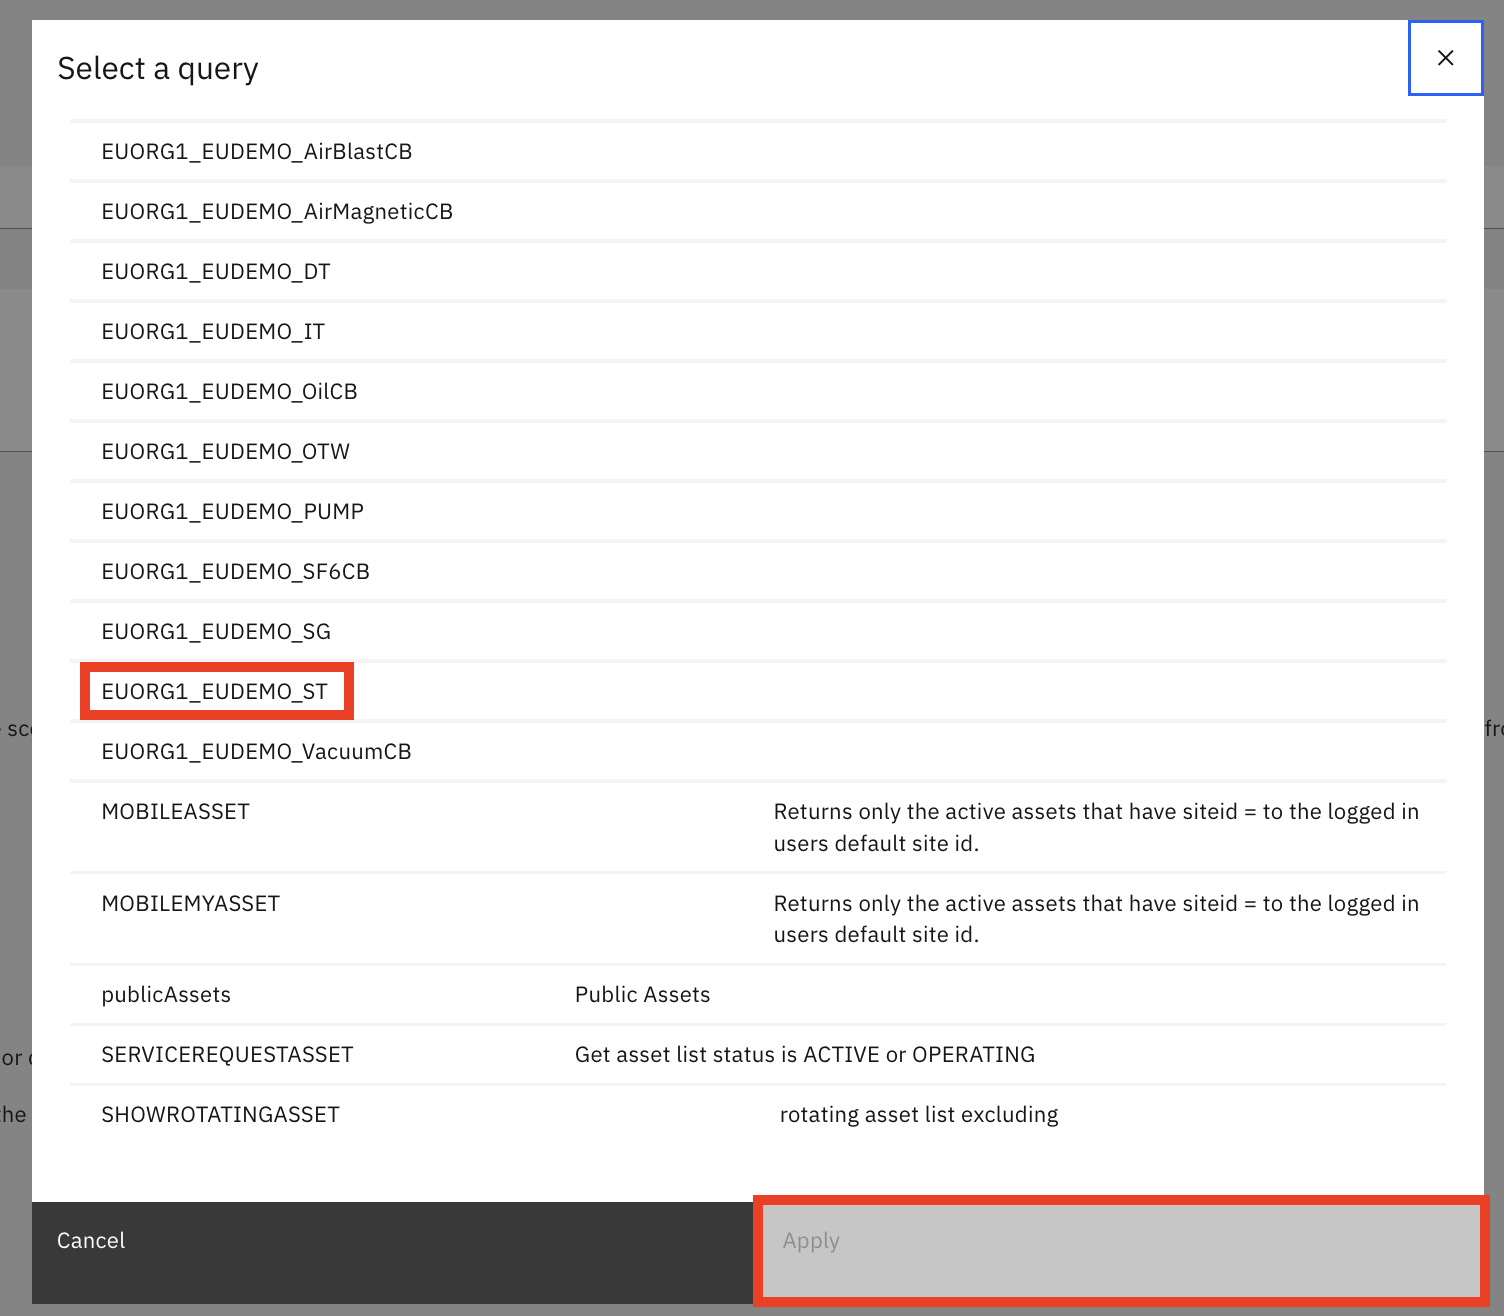 Select a query
EUORG1_EUDEMO_AirBlastCB
EUORG1_EUDEMO_AirMagneticCB
EUORG1_EUDEMO_DT
EUORG1_EUDEMO_IT
EUORG1_EUDEMO_OilCB
EUORG1_EUDEMO_OTW
EUORG1_EUDEMO_PUMP
EUORG1_EUDEMO_SF6CB
EUORG1_EUDEMO_SG
EUORG1_EUDEMO_ST
EUORG1_EUDEMO_VacuumCB
MOBILEASSET
Returns only the active assets that have siteid = to the logged in
users default site id.
MOBILEMYASSET
Returns only the active assets that have siteid = to the logged in
users default site id.
publicAssets Public Assets
SERVICEREQUESTASSET Get asset list status is ACTIVE or OPERATING
SHOWROTATINGASSET rotating asset list excluding
or
Cancel Apply